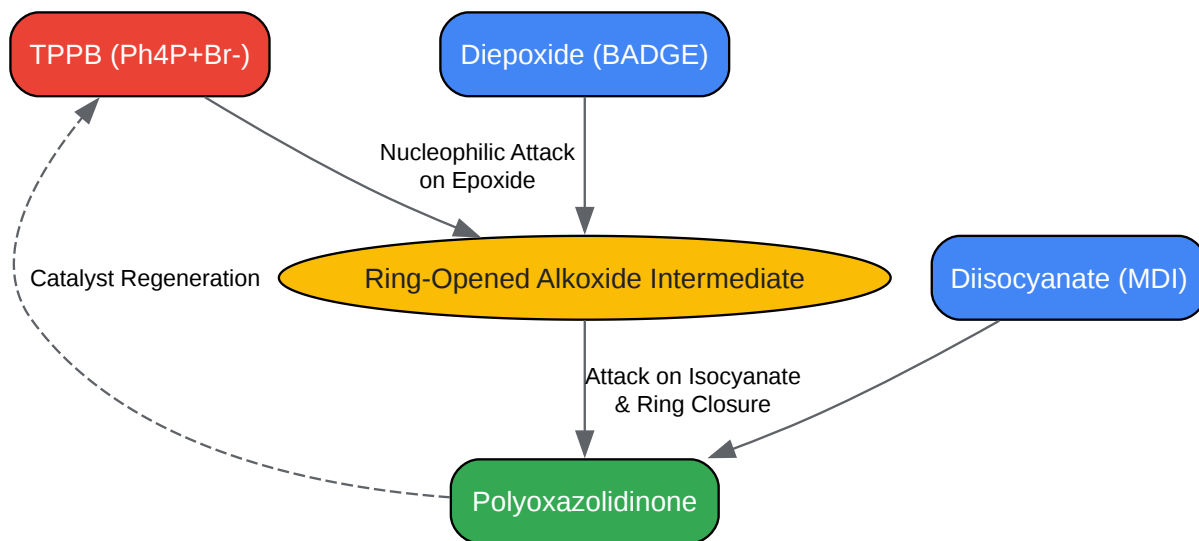 TPPB (Ph4P+Br-)
Diepoxide (BADGE)
Nucleophilic Attack
on Epoxide
Catalyst Regeneration
Ring-Opened Alkoxide Intermediate
Diisocyanate (MDI)
Attack on Isocyanate
& Ring Closure
Polyoxazolidinone